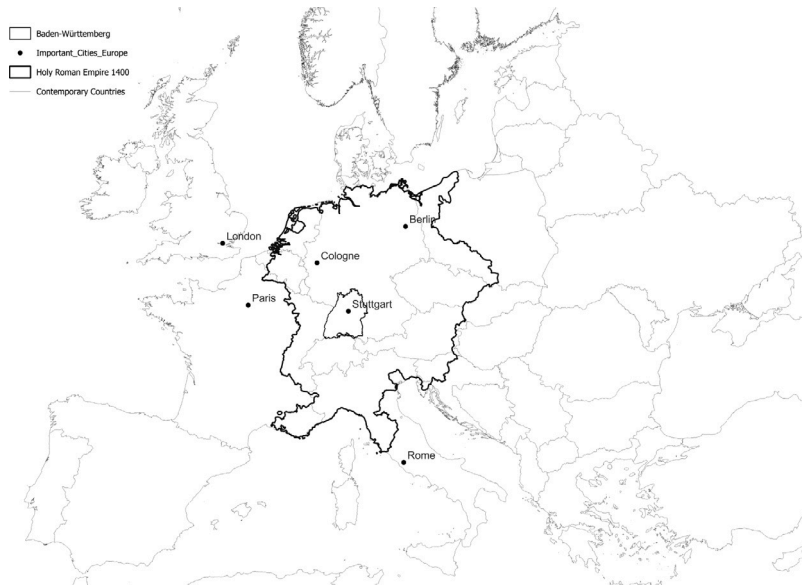 Baden-Württemberg
Important_Cities_Europe
Holy Roman Empire 1400
Contemporary Countries
Berlin
London
Cologne
Paris
Stuttgart
Rome